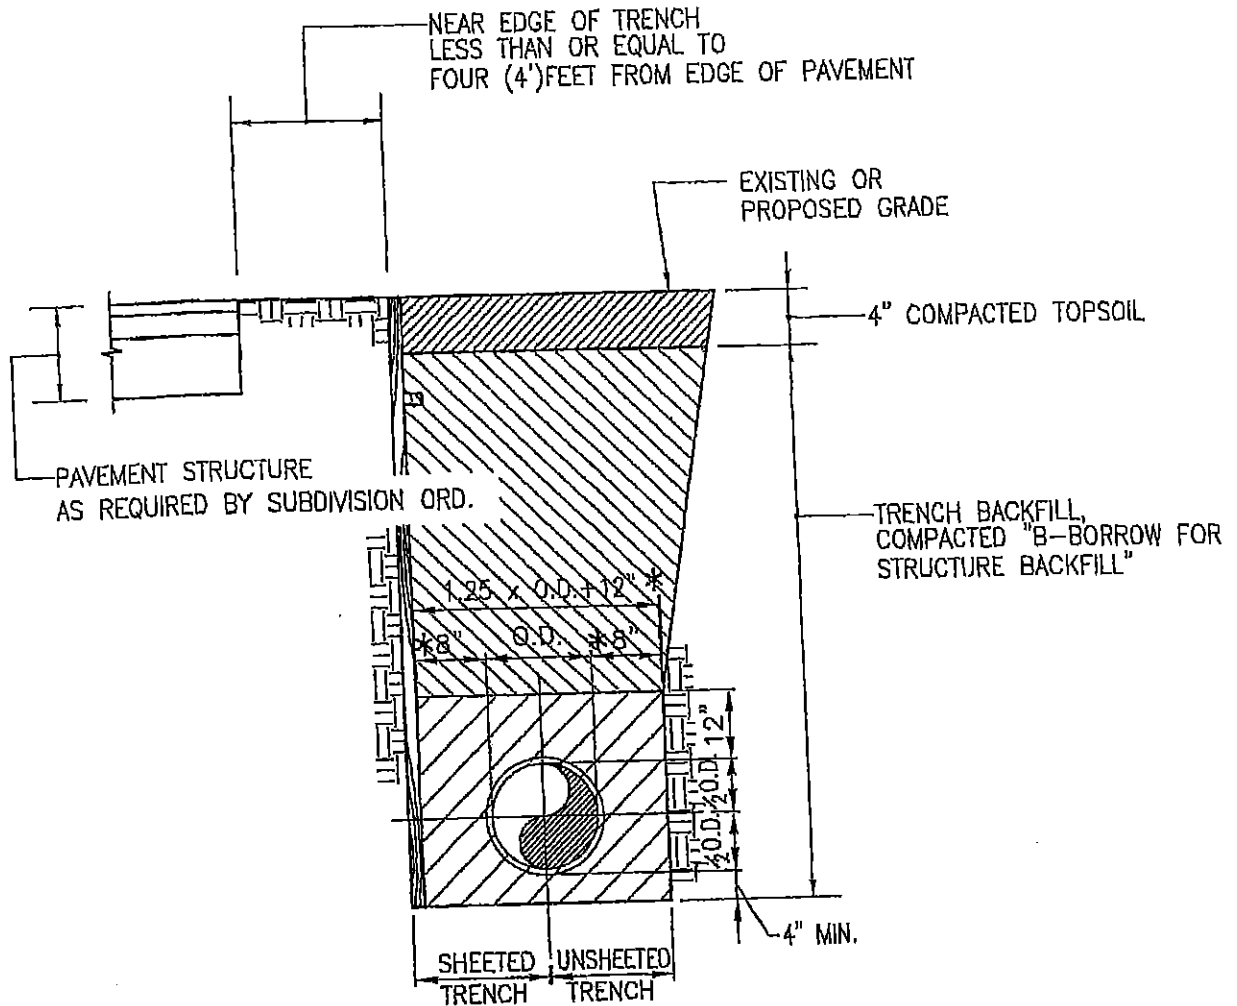 NEAR EDGE OF TRENCH
LESS THAN OR EQUAL TO
FOUR (4')FEET FROM EDGE OF PAVEMENT
EXISTING OR
PROPOSED GRADE
4" COMPACTED TOPSOIL
PAVEMENT STRUCTURE
AS REQUIRED BY SUBDIVISION ORD.
TRENCH BACKFILL,
COMPACTED "B-BORROW FOR
STRUCTURE BACKFILL"
1.25 x O.D.+12" *
*8" O.D. *8"
12"
½O.D.
½O.D.
4" MIN.
SHEETED
TRENCH
UNSHEETED
TRENCH